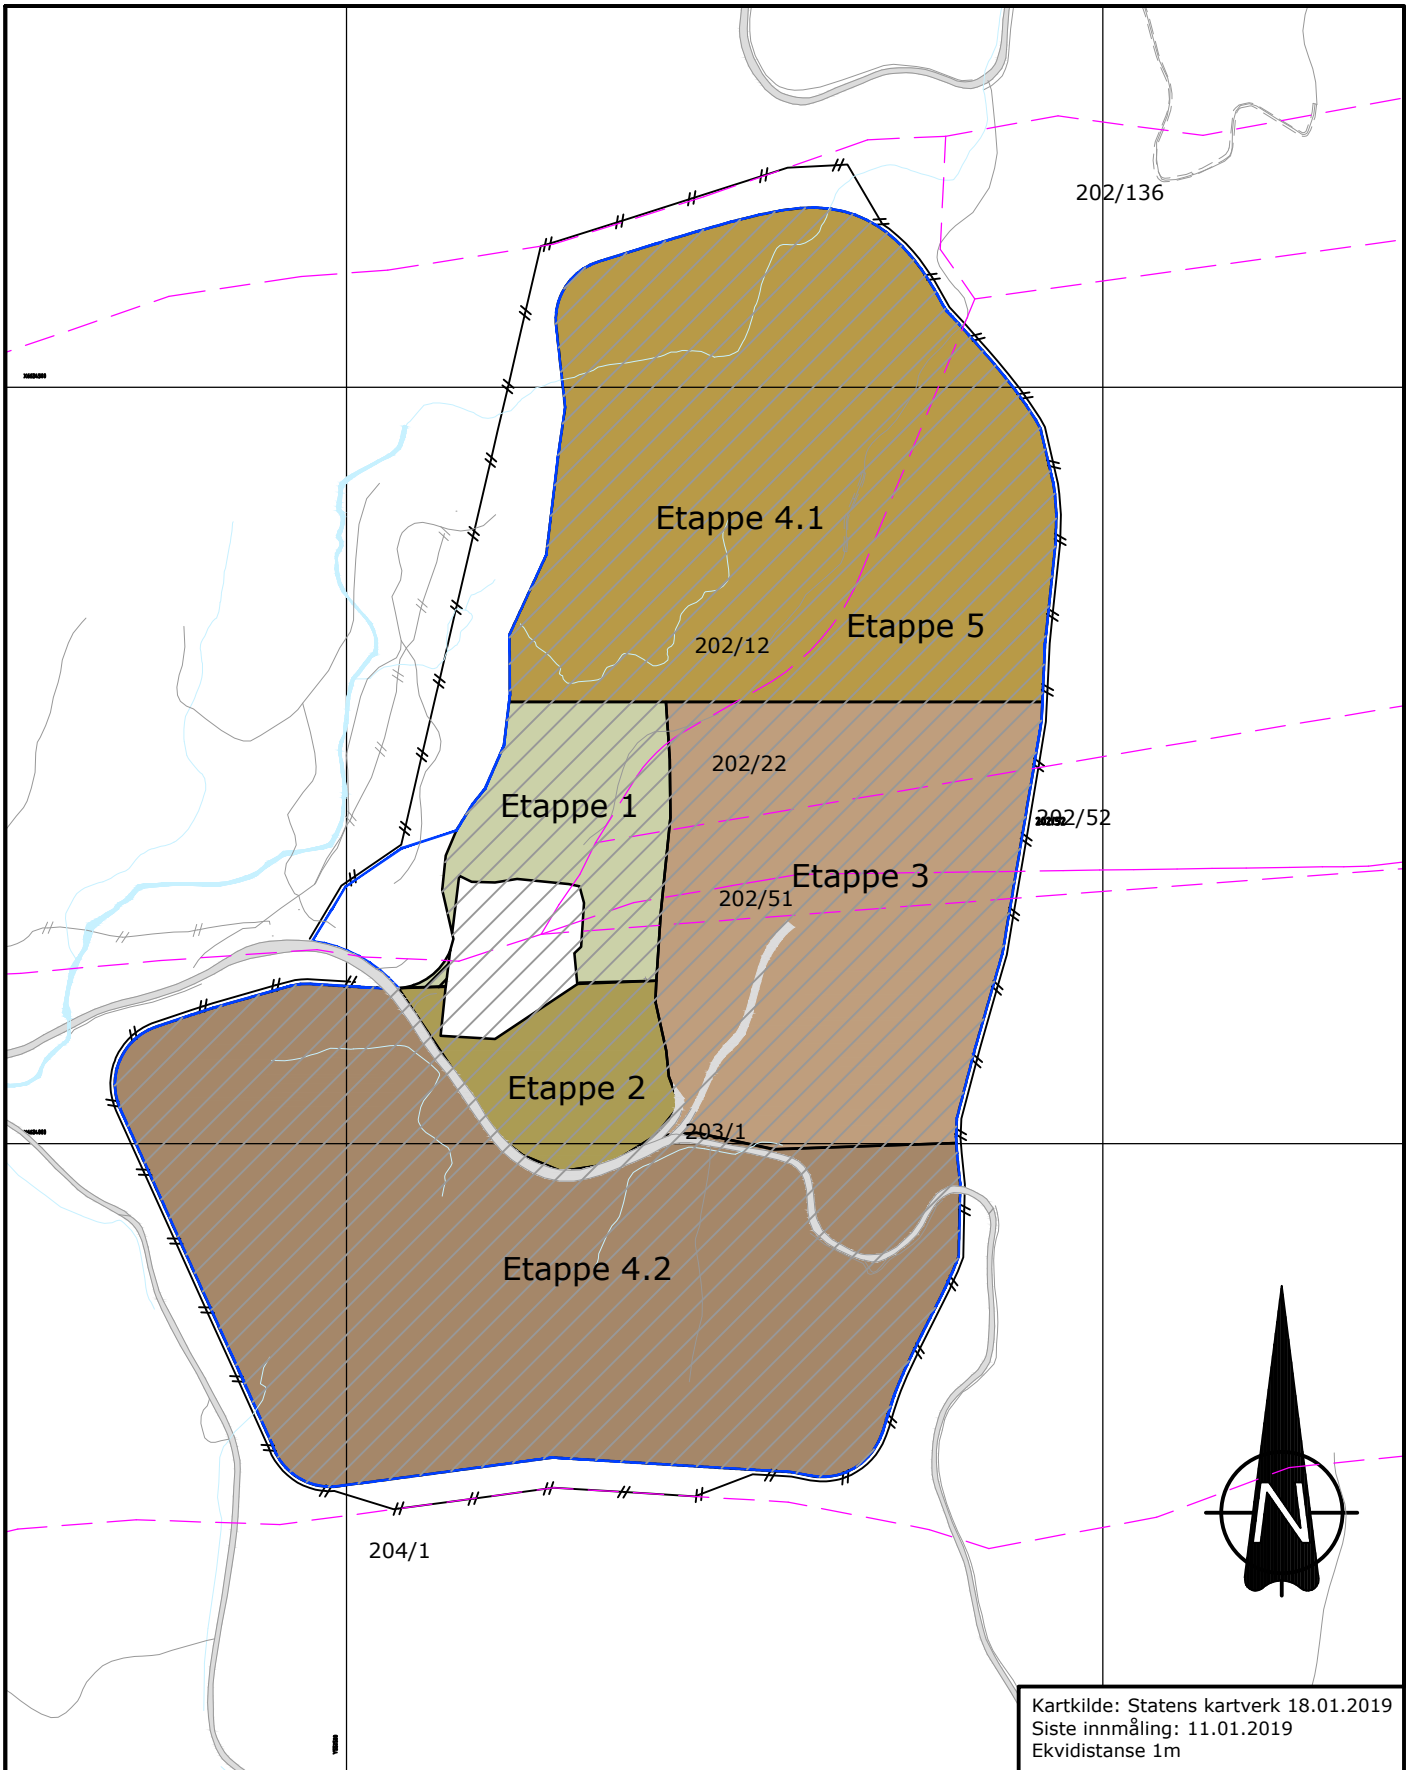 202/136
Etappe 4.1
Etappe 5
202/12
202/22
Etappe 1
202/52
Etappe 3
202/51
Etappe 2
203/1
Etappe 4.2
N
204/1
Kartkilde: Statens kartverk 18.01.2019
Siste innmåling: 11.01.2019
Ekvidistanse 1m